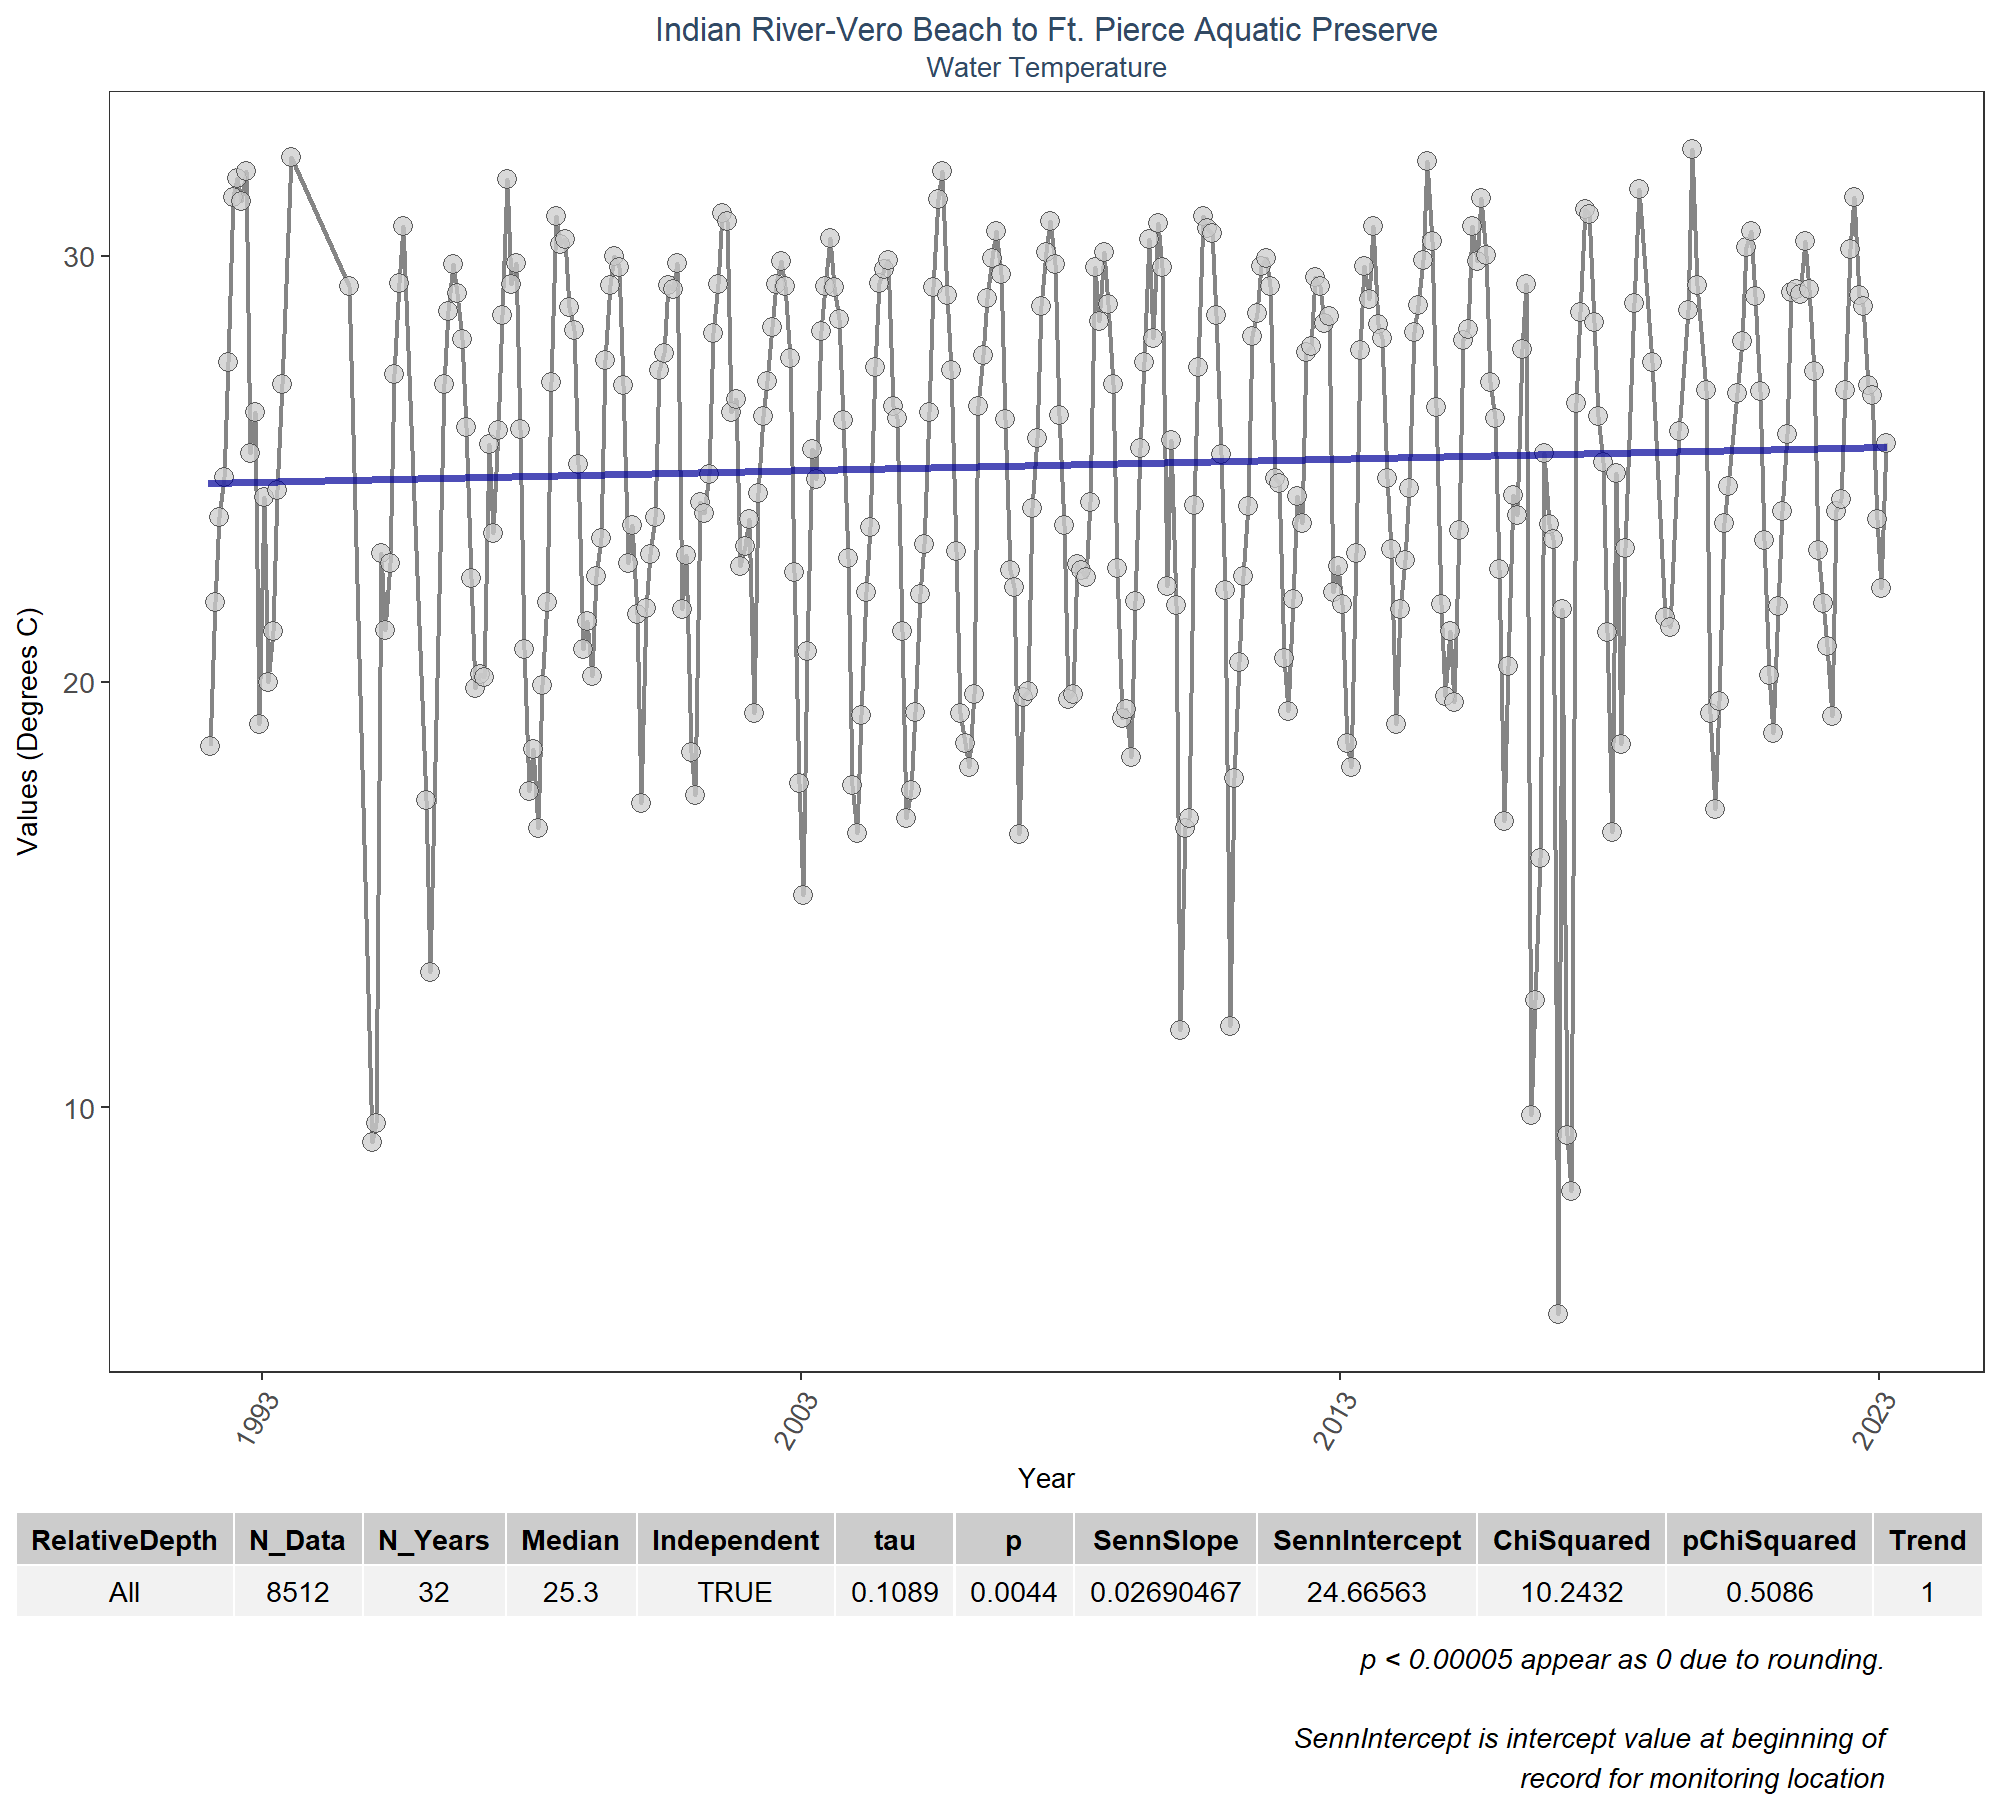 Indian River-Vero Beach to Ft. Pierce Aquatic Preserve
Water Temperature
Values (Degrees C)
30
20
10
1993
2003
2013
2023
Year
RelativeDepth N_Data N_Years Median Independent tau p SennSlope SennIntercept ChiSquared pChiSquared Trend
All 8512 32 25.3 TRUE 0.1089 0.0044 0.02690467 24.66563 10.2432 0.5086 1
p < 0.00005 appear as 0 due to rounding.
SennIntercept is intercept value at beginning of
record for monitoring location